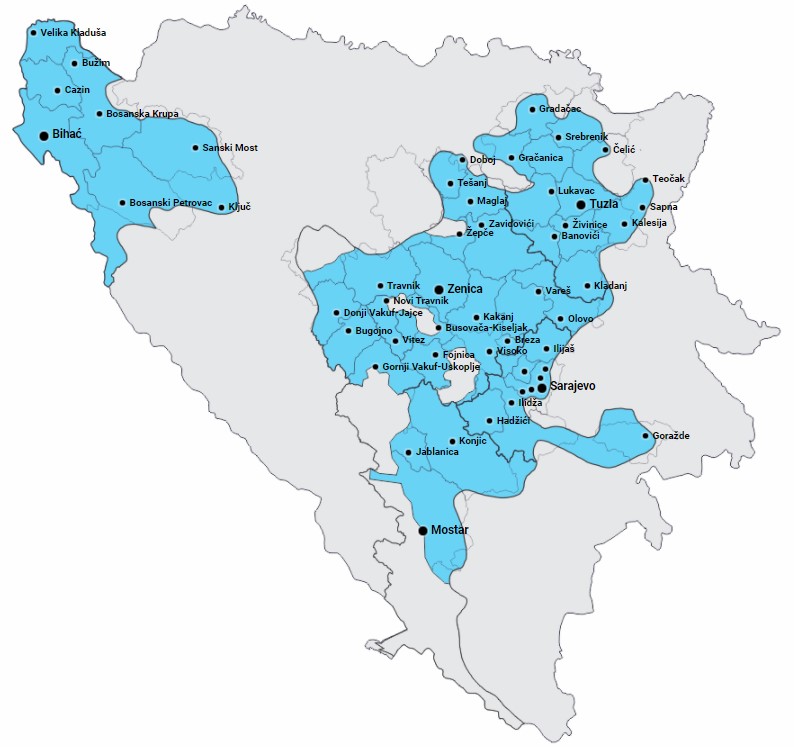 Velika Kladuša
Bužim
Cazin
Bosanska Krupa
Bihać
Sanski Most
Bosanski Petrovac
Ključ
Gradačac
Srebrenik
Čelić
Doboj
Gračanica
Teočak
Tešanj
Lukavac
Maglaj
Tuzla
Sapna
Zavidovići
Živinice
Kalesija
Žepče
Banovići
Travnik
Zenica
Vareš
Kladanj
Novi Travnik
Donji Vakuf-Jajce
Kakanj
Olovo
Bugojno
Busovača-Kiseljak
Vitez
Breza
Fojnica
Visoko
Ilijaš
Gornji Vakuf-Uskoplje
Sarajevo
Ilidža
Hadžići
Konjic
Goražde
Jablanica
Mostar